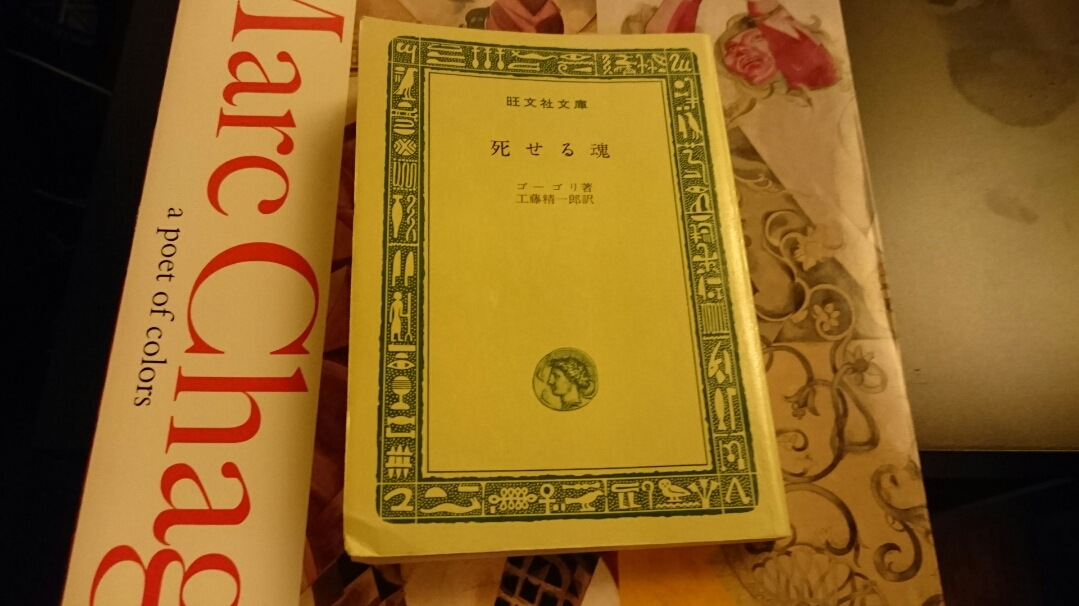 Marc Chag
a poet of colors
旺文社文庫
死せる魂
ゴーゴリ著
工藤精一郎訳